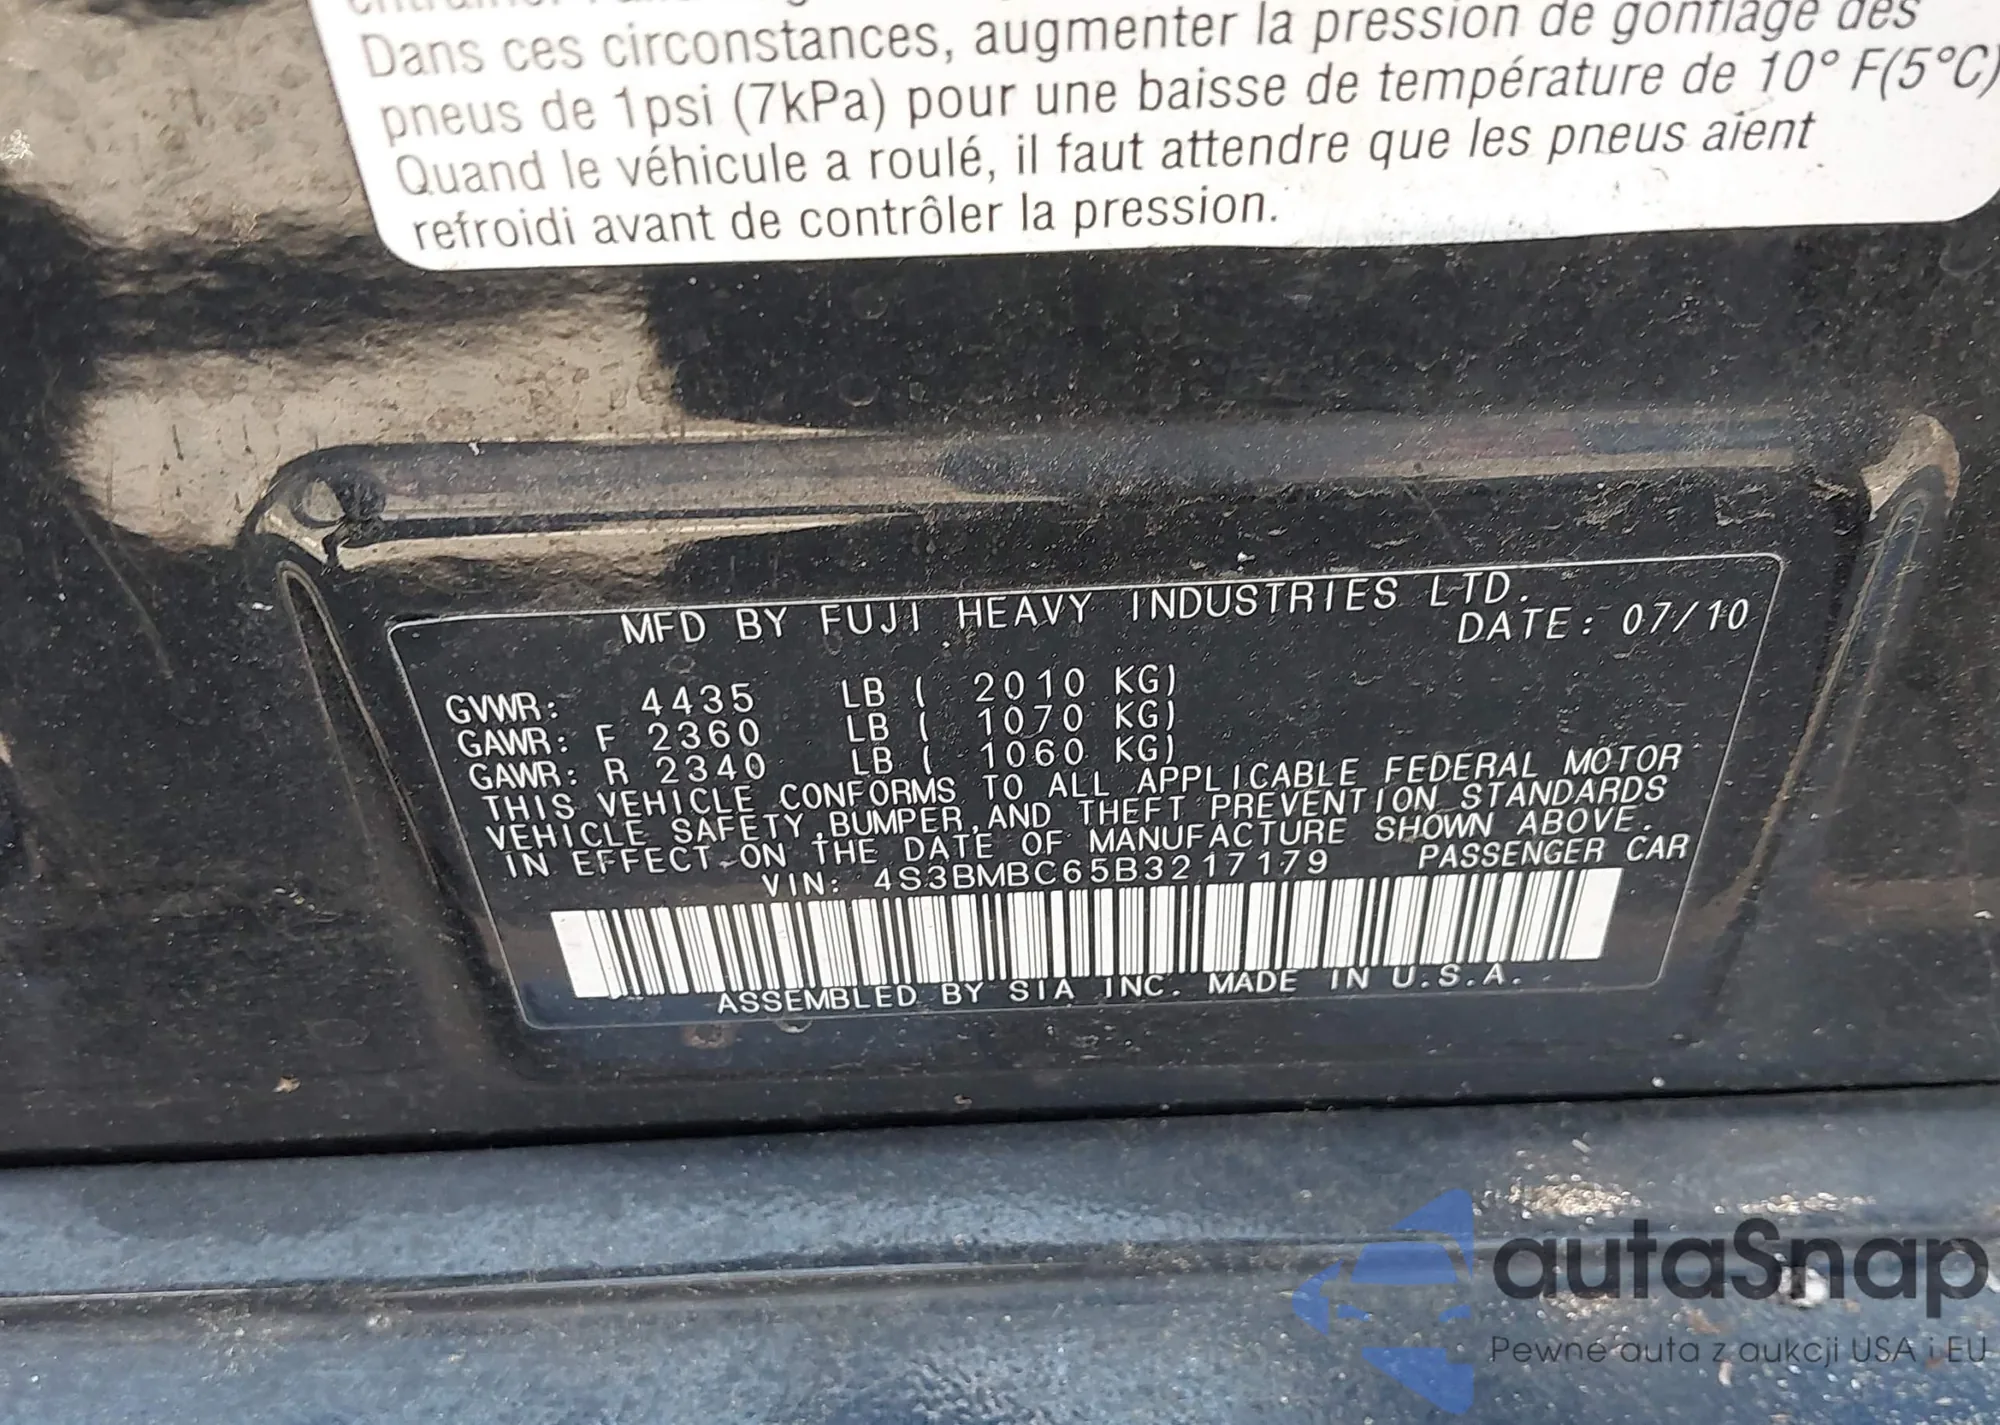 Dans ces circonstances, augmenter la pression de gonflage des
pneus de 1psi (7kPa) pour une baisse de température de 10° F(5°C)
Quand le véhicule a roulé, il faut attendre que les pneus aient
refroidi avant de contrôler la pression.
MFD BY FUJI HEAVY INDUSTRIES LTD.
DATE: 07/10
GVWR: 4435 LB ( 2010 KG)
GAWR: F 2360 LB ( 1070 KG)
GAWR: R 2340 LB ( 1060 KG)
THIS VEHICLE CONFORMS TO ALL APPLICABLE FEDERAL MOTOR
VEHICLE SAFETY,BUMPER,AND THEFT PREVENTION STANDARDS
IN EFFECT ON THE DATE OF MANUFACTURE SHOWN ABOVE.
VIN: 4S3BMBC65B3217179 PASSENGER CAR
ASSEMBLED BY SIA INC. MADE IN U.S.A.
autaSnap
Pewne auta z aukcji USA i EU